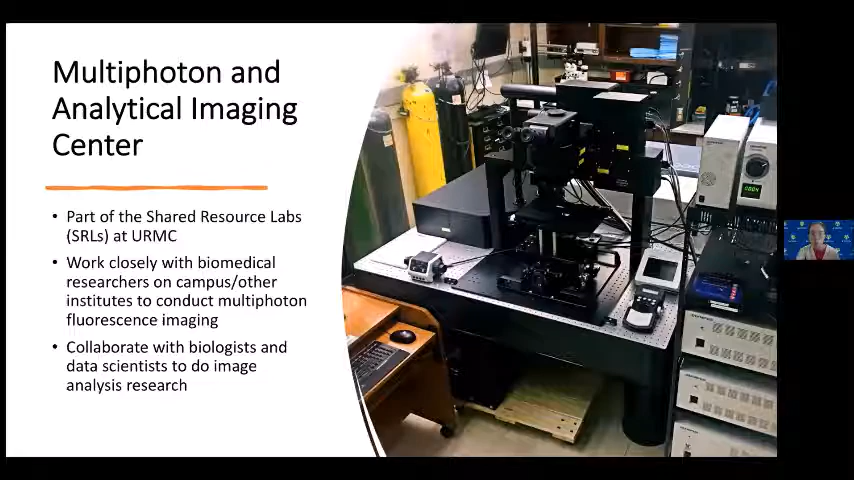 Multiphoton and
Analytical Imaging
Center
• Part of the Shared Resource Labs
(SRLs) at URMC
• Work closely with biomedical
researchers on campus/other
institutes to conduct multiphoton
fluorescence imaging
• Collaborate with biologists and
data scientists to do image
analysis research